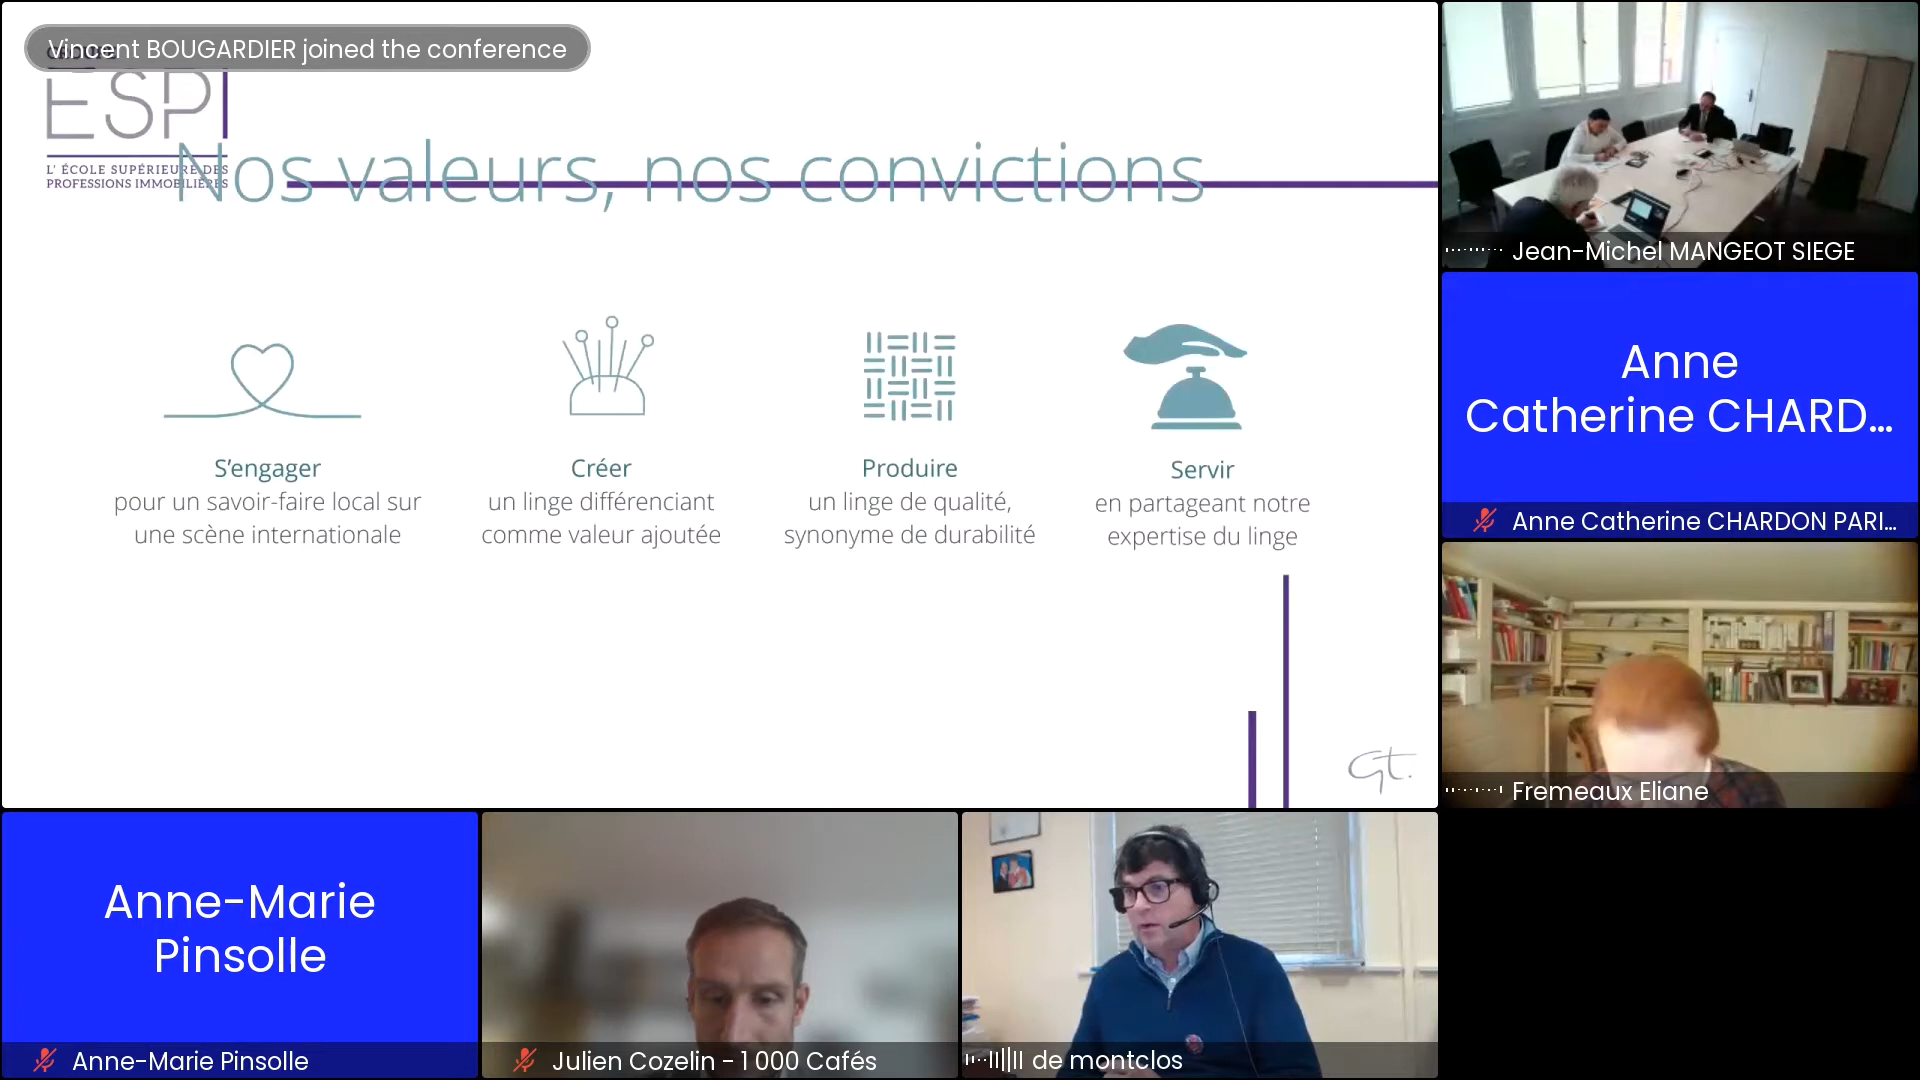 Vincent BOUGARDIER joined the conference
ESPI
L' ÉCOLE SUPÉRIEURE DES
PROFESSIONS IMMOBILIÈRES
Nos valeurs, nos convictions
S'engager
pour un savoir-faire local sur
une scène internationale
Créer
un linge différenciant
comme valeur ajoutée
Produire
un linge de qualité,
synonyme de durabilité
Servir
en partageant notre
expertise du linge
Gt.
Jean-Michel MANGEOT SIEGE
Anne
Catherine CHARD...
Anne Catherine CHARDON PARI...
Fremeaux Eliane
Anne-Marie
Pinsolle
Anne-Marie Pinsolle
Julien Cozelin - 1 000 Cafés
de montclos